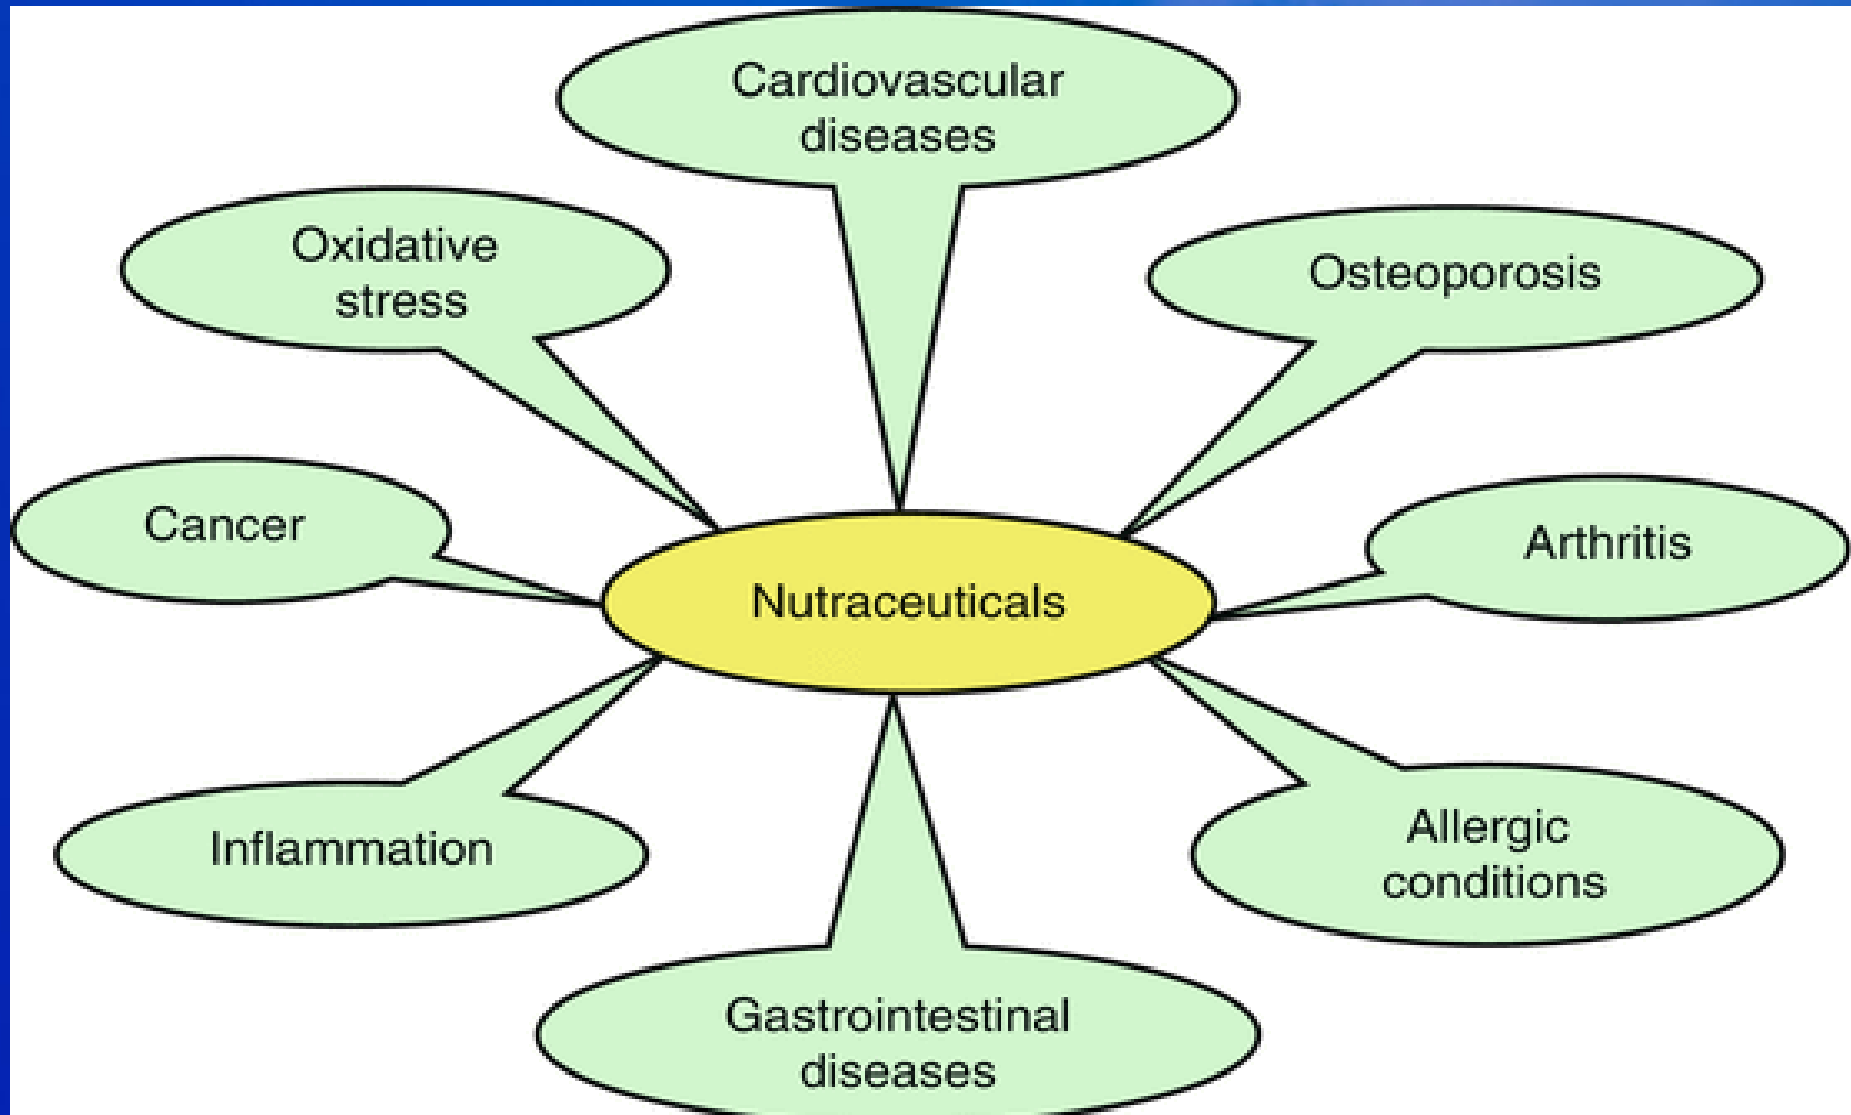 Cardiovascular
diseases
Oxidative
stress
Osteoporosis
Cancer
Arthritis
Nutraceuticals
Inflammation
Allergic
conditions
Gastrointestinal
diseases